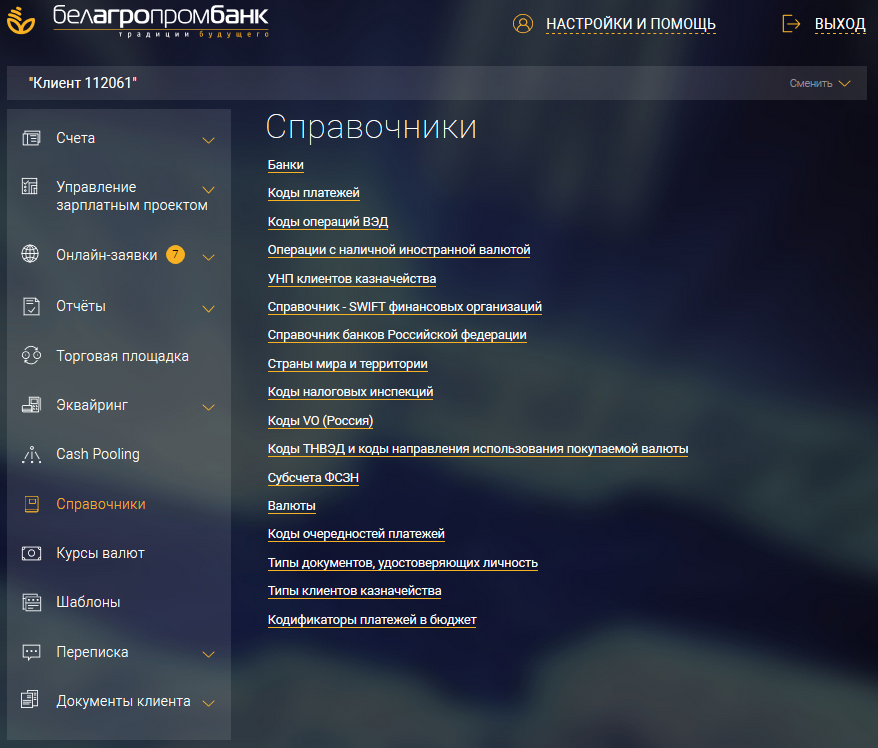 белагропромбанк
традиции будущего
НАСТРОЙКИ И ПОМОЩЬ
ВЫХОД
"Клиент 112061"
Сменить
Счета
Управление
зарплатным проектом
Онлайн-заявки 7
Отчёты
Торговая площадка
Эквайринг
Cash Pooling
Справочники
Курсы валют
Шаблоны
Переписка
Документы клиента
Справочники
Банки
Коды платежей
Коды операций ВЭД
Операции с наличной иностранной валютой
УНП клиентов казначейства
Справочник - SWIFT финансовых организаций
Справочник банков Российской федерации
Страны мира и территории
Коды налоговых инспекций
Коды VO (Россия)
Коды ТНВЭД и коды направления использования покупаемой валюты
Субсчета ФСЗН
Валюты
Коды очередностей платежей
Типы документов, удостоверяющих личность
Типы клиентов казначейства
Кодификаторы платежей в бюджет